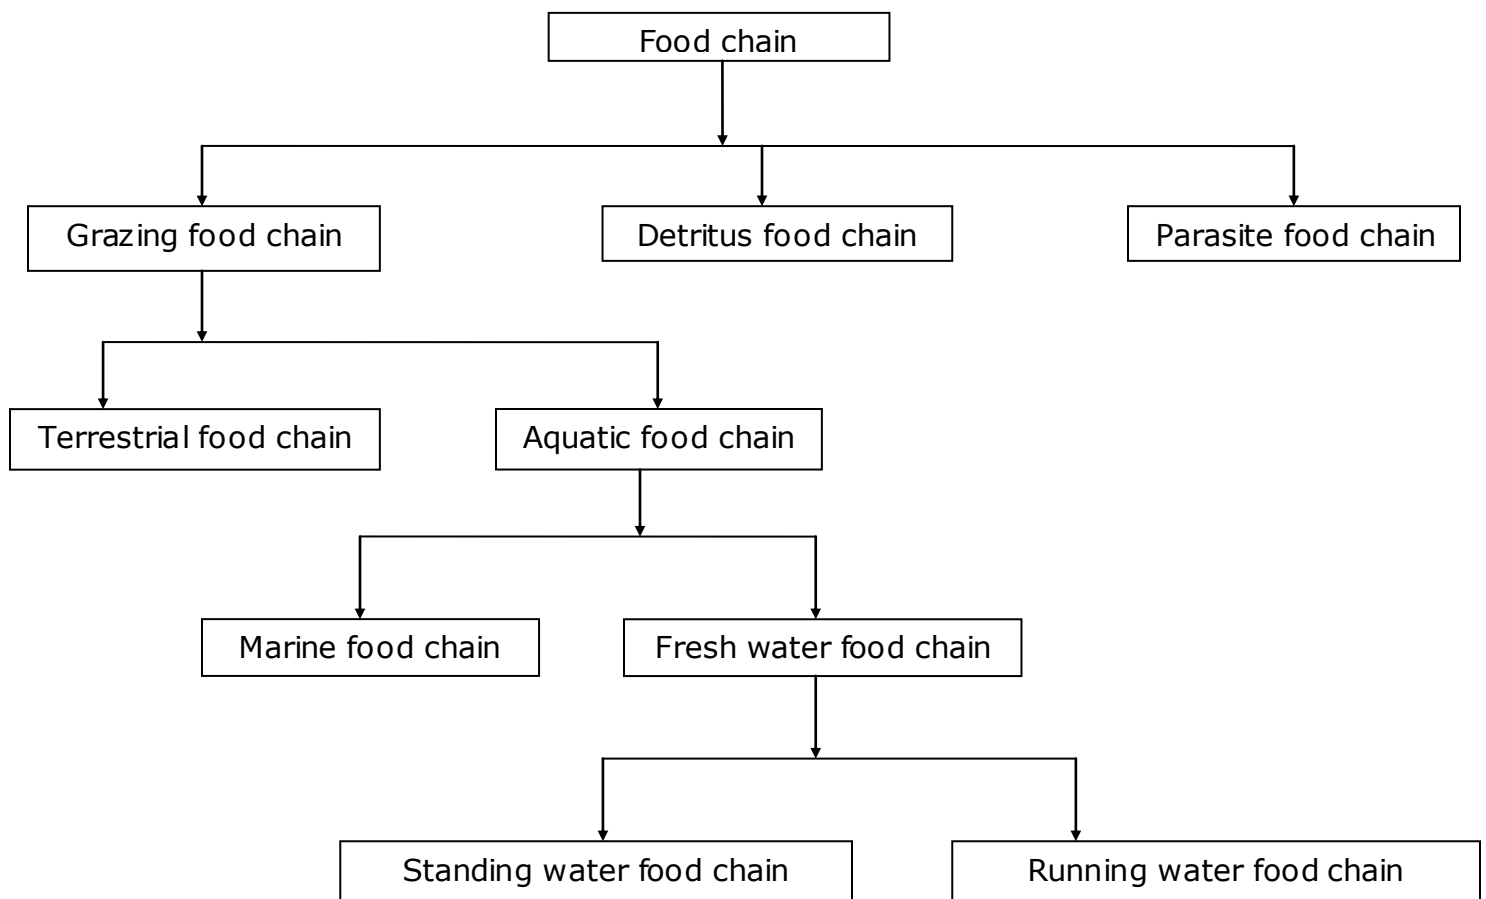 Food chain
Grazing food chain
Detritus food chain
Parasite food chain
Terrestrial food chain
Aquatic food chain
Marine food chain
Fresh water food chain
Standing water food chain
Running water food chain